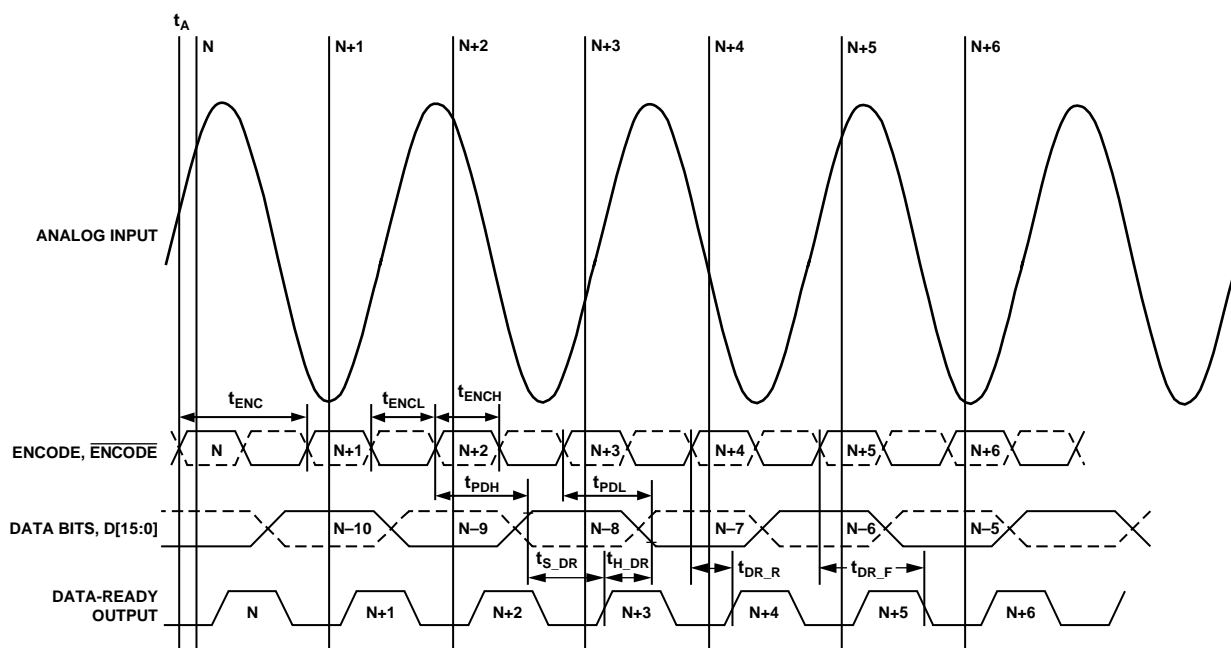 tA
N N+1 N+2 N+3 N+4 N+5 N+6
ANALOG INPUT
tENC tENCL tENCH
ENCODE, ENCODE N N+1 N+2 N+3 N+4 N+5 N+6
tPDH tPDL
DATA BITS, D[15:0] N–10 N–9 N–8 N–7 N–6 N–5
tS_DR tH_DR tDR_R tDR_F
DATA-READY
OUTPUT N N+1 N+2 N+3 N+4 N+5 N+6